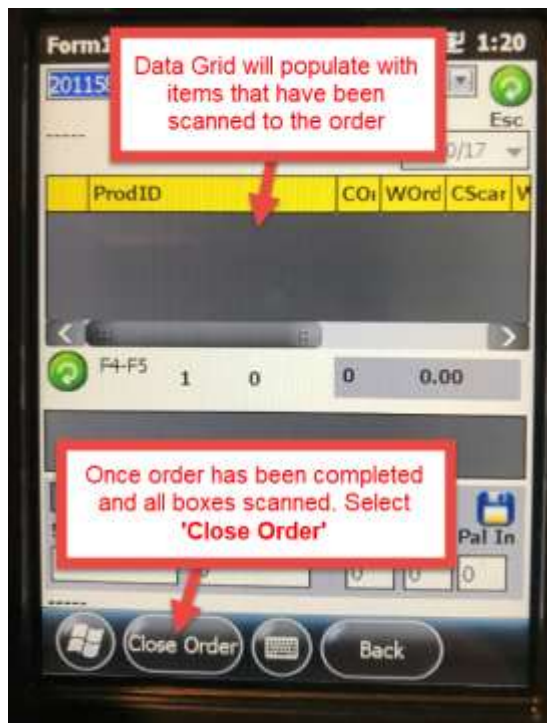 Form1
1:20
Data Grid will populate with
items that have been
scanned to the order
Esc
0/17
-----
ProdID
WOrd
CScar
F4-F5
1
0
0
0.00
Once order has been completed
and all boxes scanned. Select
'Close Order'
Pal In
0
0
0
-----
Close Order
Back